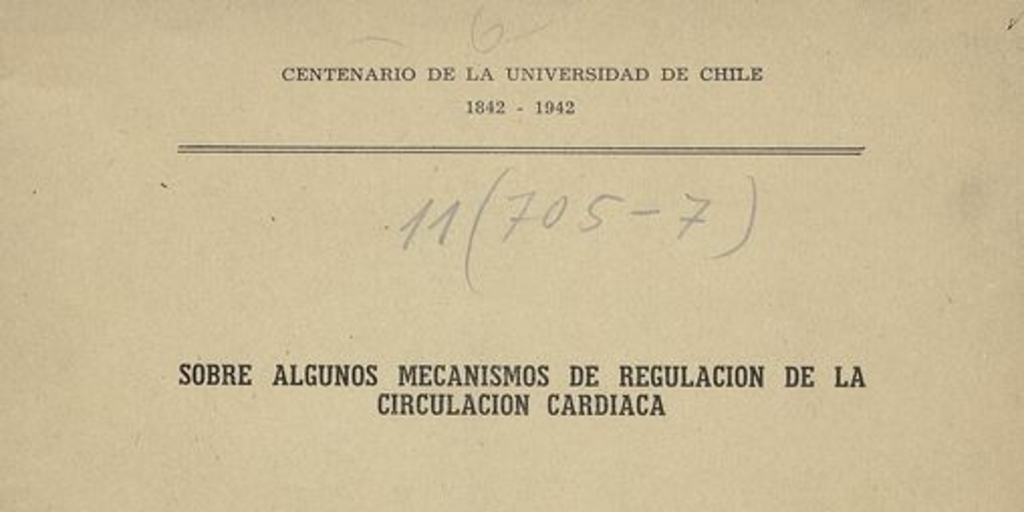 6-
CENTENARIO DE LA UNIVERSIDAD DE CHILE
1842 - 1942
11(705-7)
SOBRE ALGUNOS MECANISMOS DE REGULACION DE LA
CIRCULACION CARDIACA